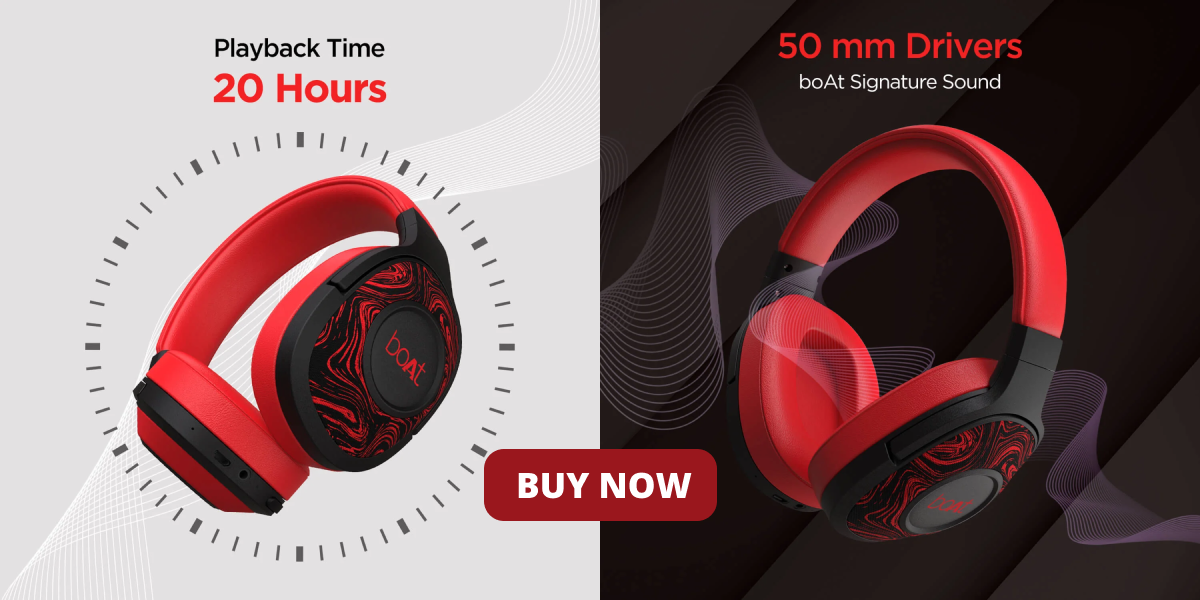 Playback Time
20 Hours
50 mm Drivers
boAt Signature Sound
boAt
boAt
BUY NOW